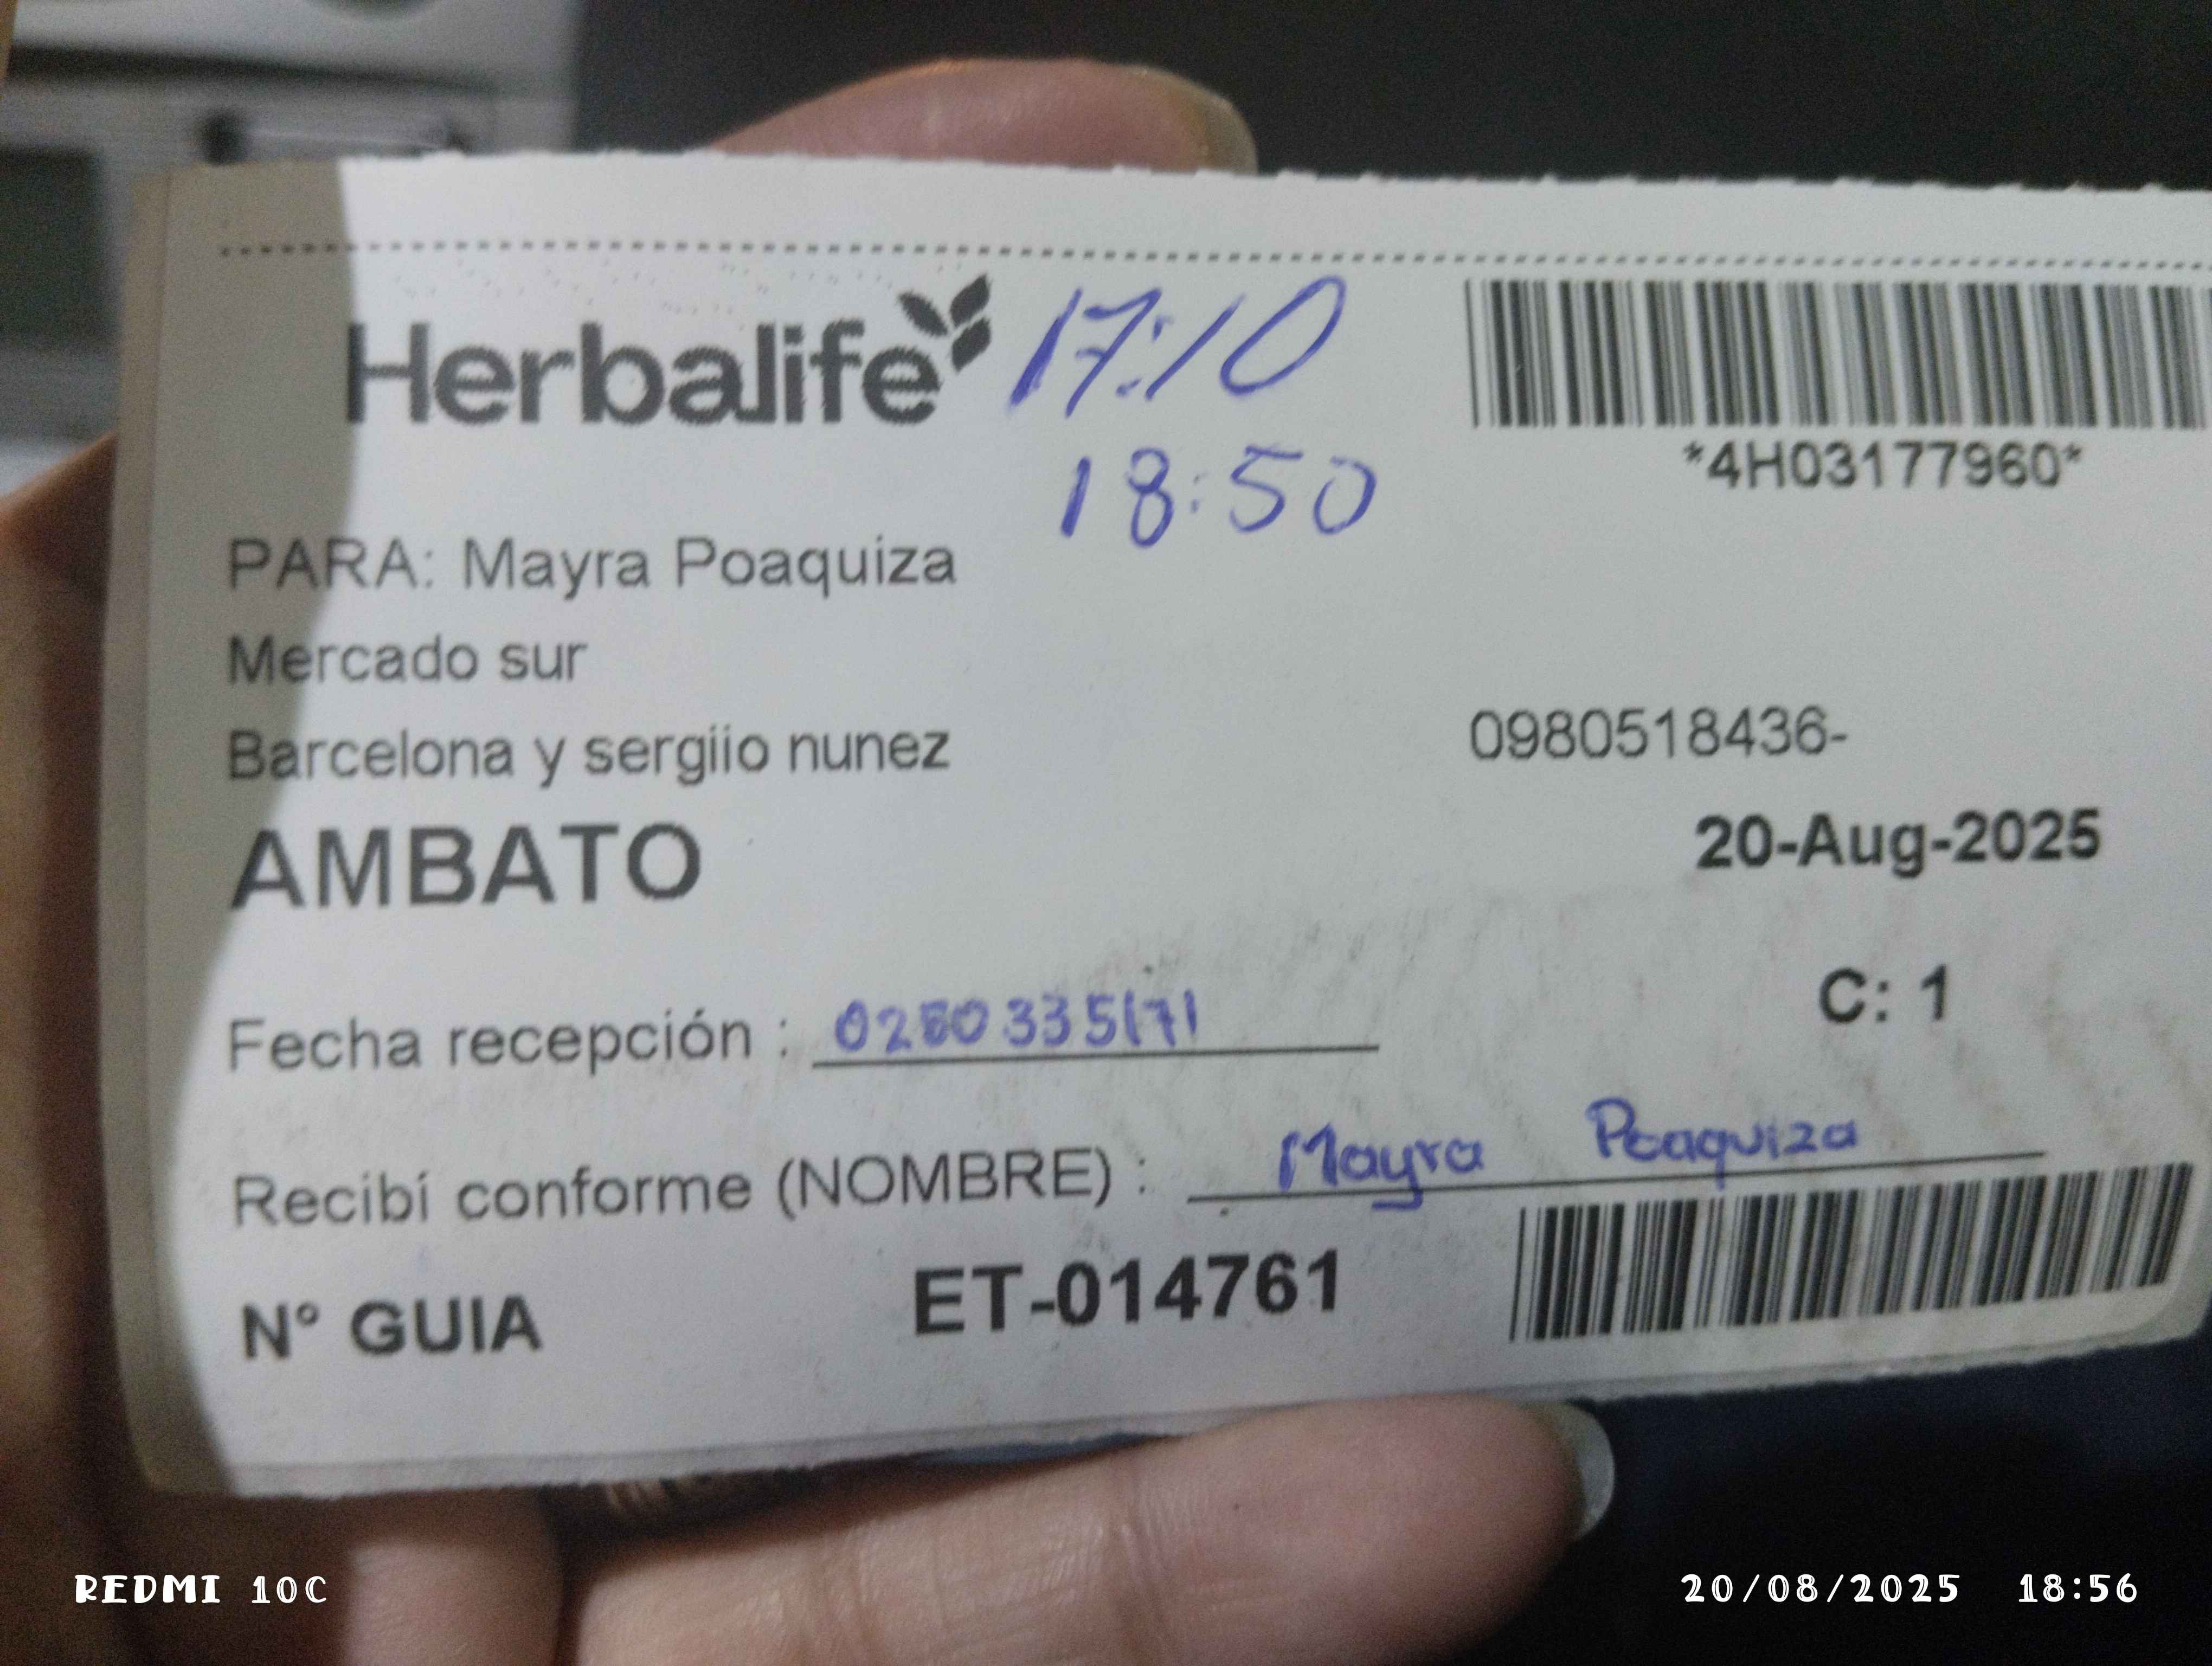 Herbalife
17:10
18:50
*4H03177960*
PARA: Mayra Poaquiza
Mercado sur
Barcelona y sergiio nunez
0980518436-
AMBATO
20-Aug-2025
C: 1
Fecha recepción : 0280335171
Recibí conforme (NOMBRE) : Mayra Poaquiza
N° GUIA ET-014761
REDMI 10C
20/08/2025 18:56